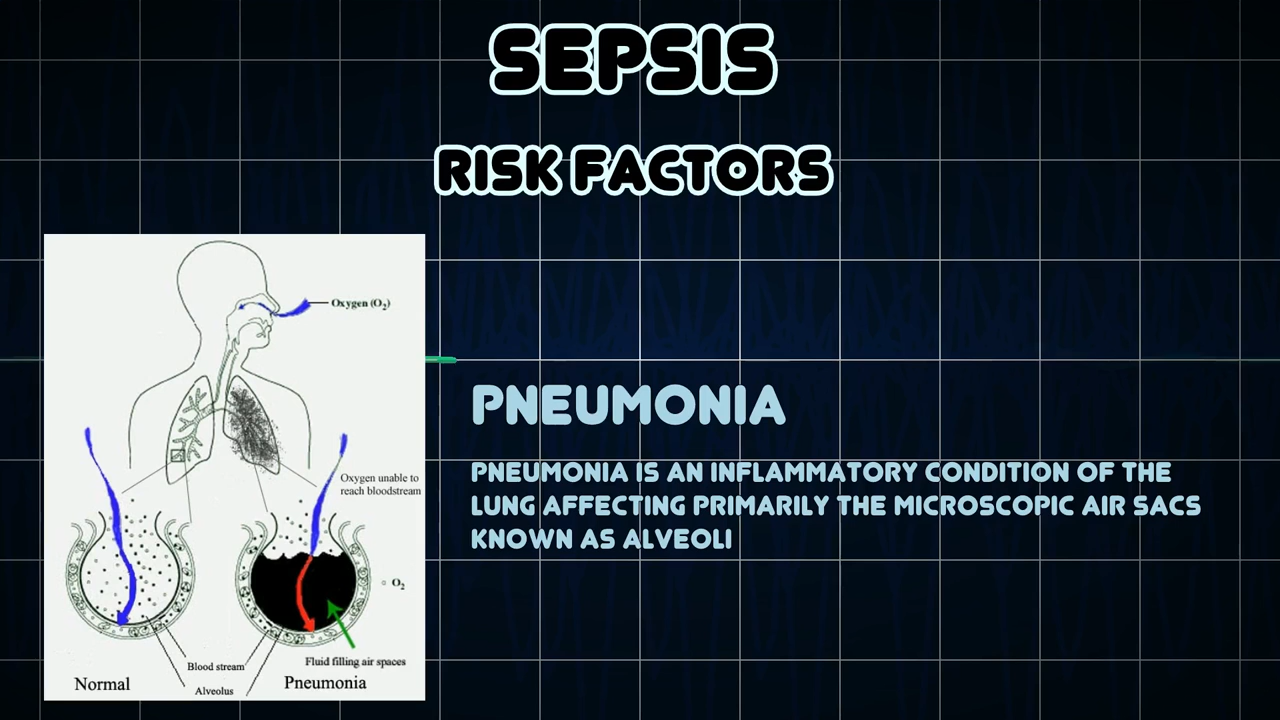 SEPSIS
RISK FACTORS
Oxygen (O₂)
PNEUMONIA
PNEUMONIA IS AN INFLAMMATORY CONDITION OF THE
LUNG AFFECTING PRIMARILY THE MICROSCOPIC AIR SACS
KNOWN AS ALVEOLI
Oxygen unable to
reach bloodstream
O₂
Blood stream
Fluid filling air spaces
Normal
Alveolus
Pneumonia